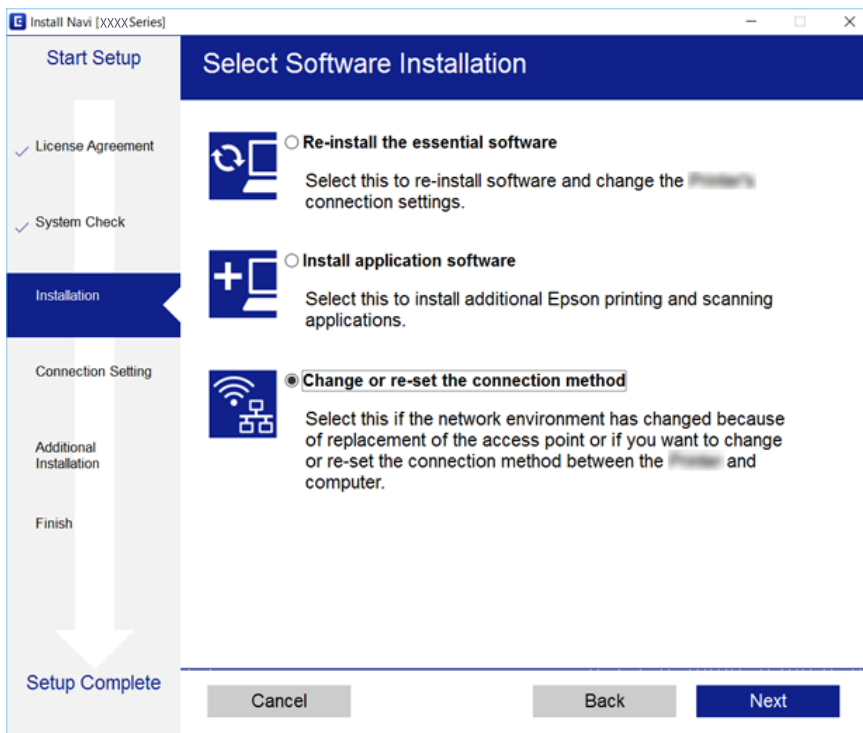 Install Navi [XXXX Series]
Start Setup
License Agreement
System Check
Installation
Connection Setting
Additional
Installation
Finish
Setup Complete
Select Software Installation
Re-install the essential software
Select this to re-install software and change the
connection settings.
Install application software
Select this to install additional Epson printing and scanning
applications.
Change or re-set the connection method
Select this if the network environment has changed because
of replacement of the access point or if you want to change
or re-set the connection method between the and
computer.
Cancel
Back
Next